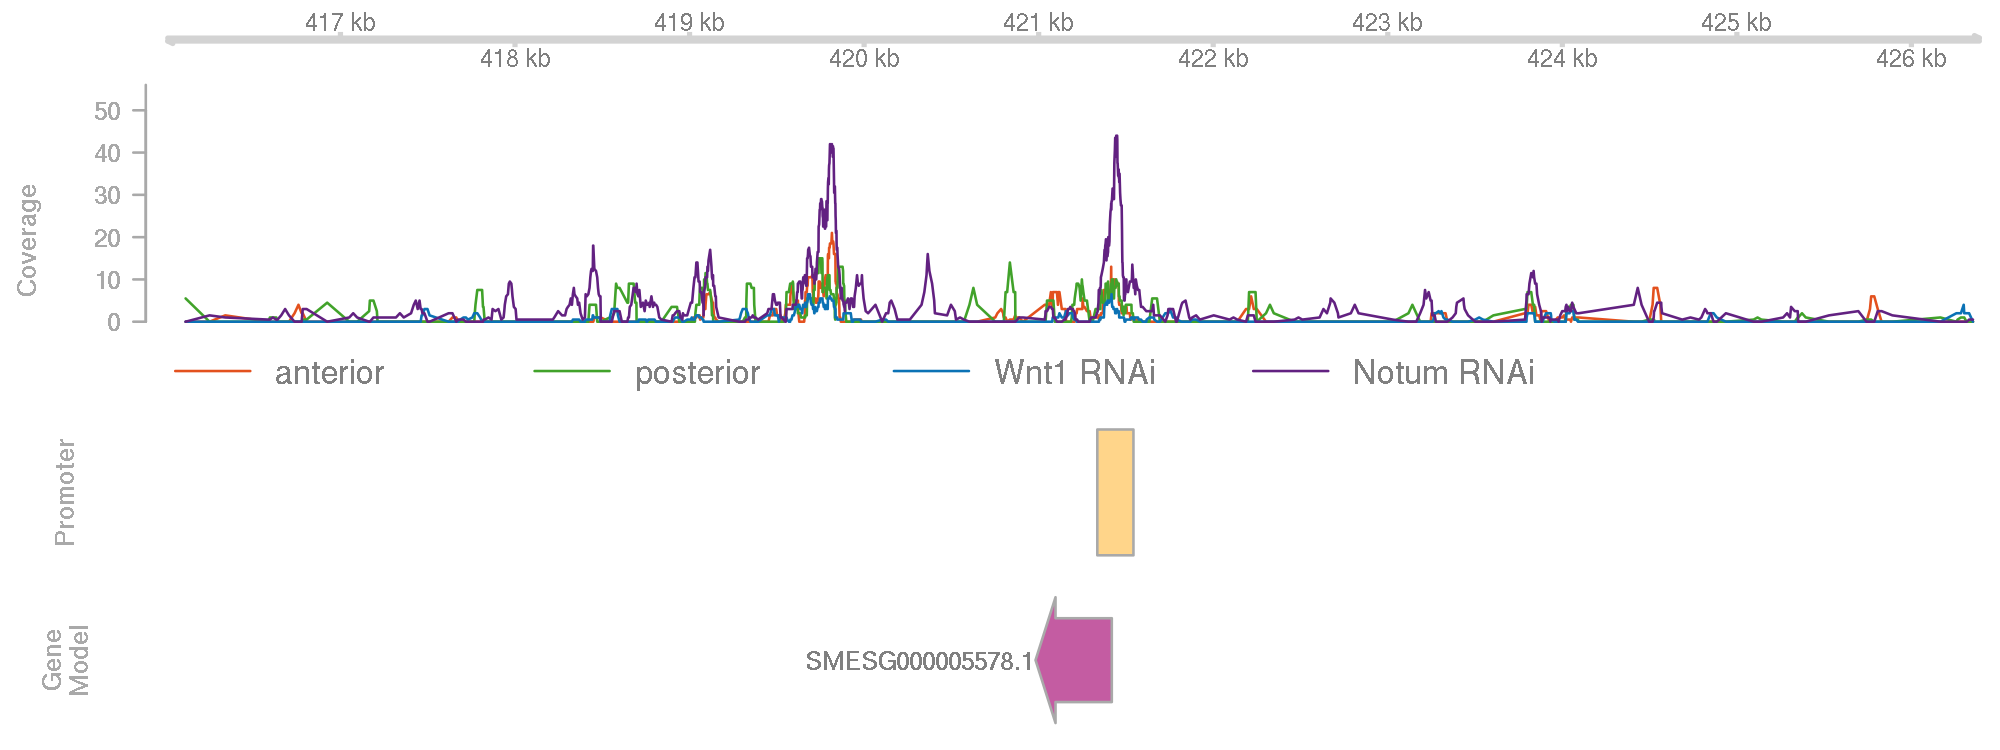 417 kb 419 kb 421 kb 423 kb 425 kb
418 kb 420 kb 422 kb 424 kb 426 kb
50
40
30
20
10
0
Coverage
anterior posterior Wnt1 RNAi Notum RNAi
Promoter
Gene
Model
SMESG000005578.1